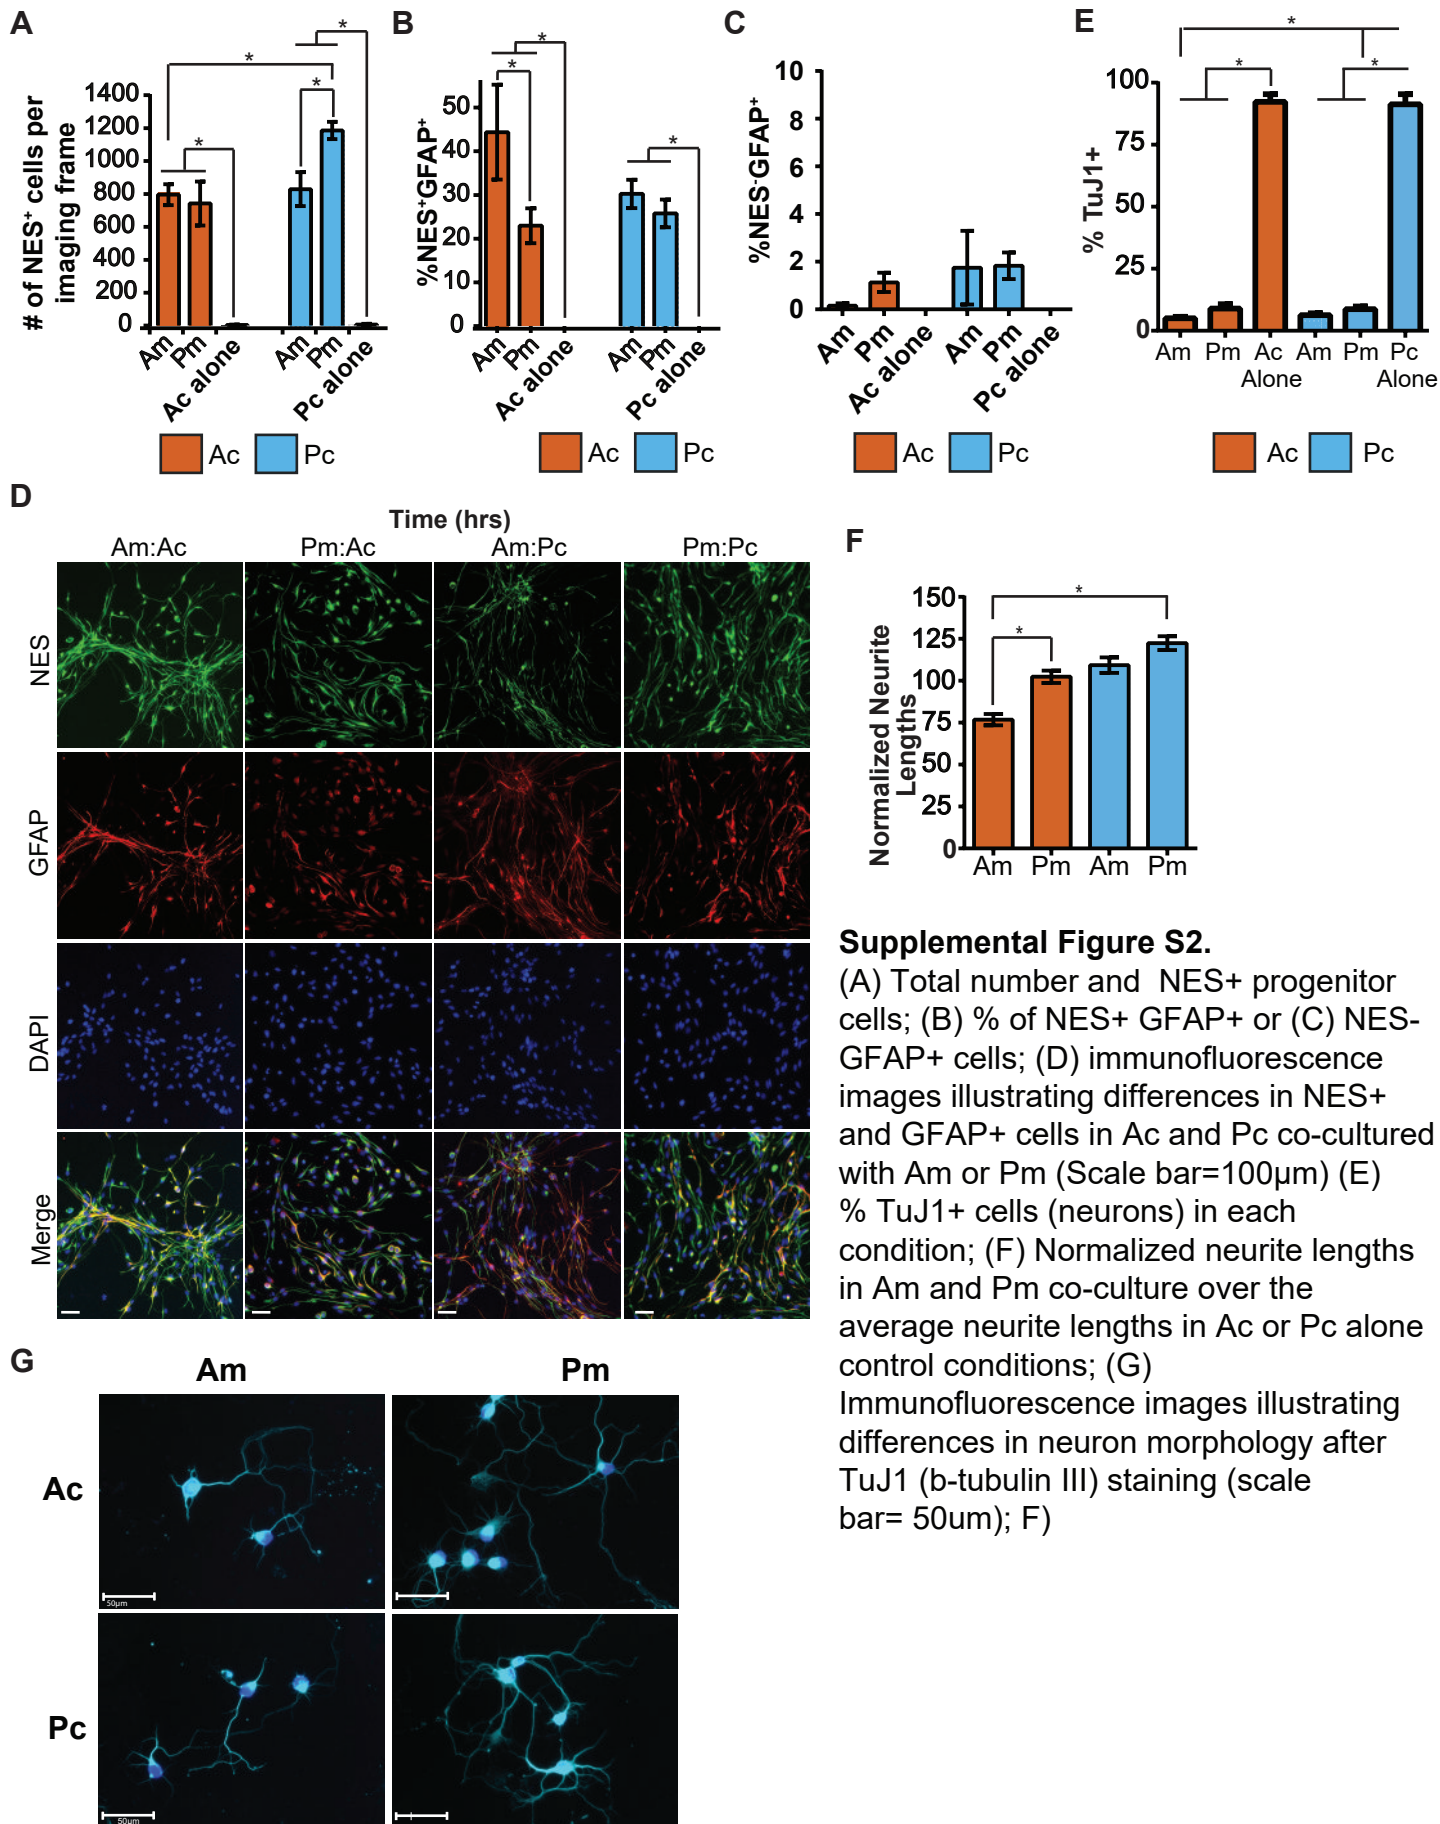 A
# of NES+ cells per
imaging frame
1400
1200
1000
800
600
400
200
0
*
*
*
*
Am
Pm
Ac alone
Am
Pm
Pc alone
Ac
Pc
B
%NES+GFAP+
50
40
30
20
10
0
*
*
*
Am
Pm
Ac alone
Am
Pm
Pc alone
Ac
Pc
C
%NES-GFAP+
10
8
6
4
2
0
Am
Pm
Ac alone
Am
Pm
Pc alone
Ac
Pc
E
% TuJ1+
100
75
50
25
0
*
*
*
Am
Pm
Ac
Alone
Am
Pm
Pc
Alone
Ac
Pc
D
Time (hrs)
Am:Ac
Pm:Ac
Am:Pc
Pm:Pc
NES
GFAP
DAPI
Merge
F
Normalized Neurite
Lengths
150
125
100
75
50
25
0
*
*
Am
Pm
Am
Pm
Supplemental Figure S2.
(A) Total number and NES+ progenitor
cells; (B) % of NES+ GFAP+ or (C) NES-
GFAP+ cells; (D) immunofluorescence
images illustrating differences in NES+
and GFAP+ cells in Ac and Pc co-cultured
with Am or Pm (Scale bar=100µm) (E)
% TuJ1+ cells (neurons) in each
condition; (F) Normalized neurite lengths
in Am and Pm co-culture over the
average neurite lengths in Ac or Pc alone
control conditions; (G)
Immunofluorescence images illustrating
differences in neuron morphology after
TuJ1 (b-tubulin III) staining (scale
bar= 50um); F)
G
Am
Pm
Ac
Pc
50µm
50µm